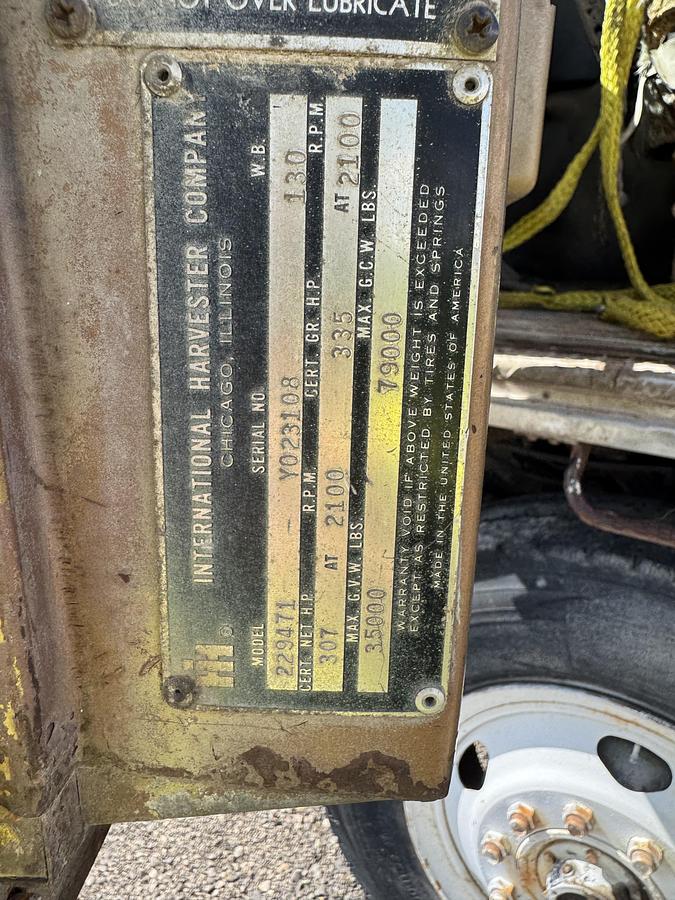 NOT OVER LUBRICATE
INTERNATIONAL HARVESTER COMPANY
CHICAGO, ILLINOIS
MODEL SERIAL NO. W.B.
229471 - Y023108 130
CERT. NET H.P. R.P.M. CERT. GR. H.P. R.P.M.
307 AT 2100 335 AT 2100
MAX. G.V.W. LBS. MAX. G.C.W. LBS.
35000 79000
WARRANTY VOID IF ABOVE WEIGHT IS EXCEEDED
EXCEPT AS RESTRICTED BY TIRES AND SPRINGS
MADE IN THE UNITED STATES OF AMERICA